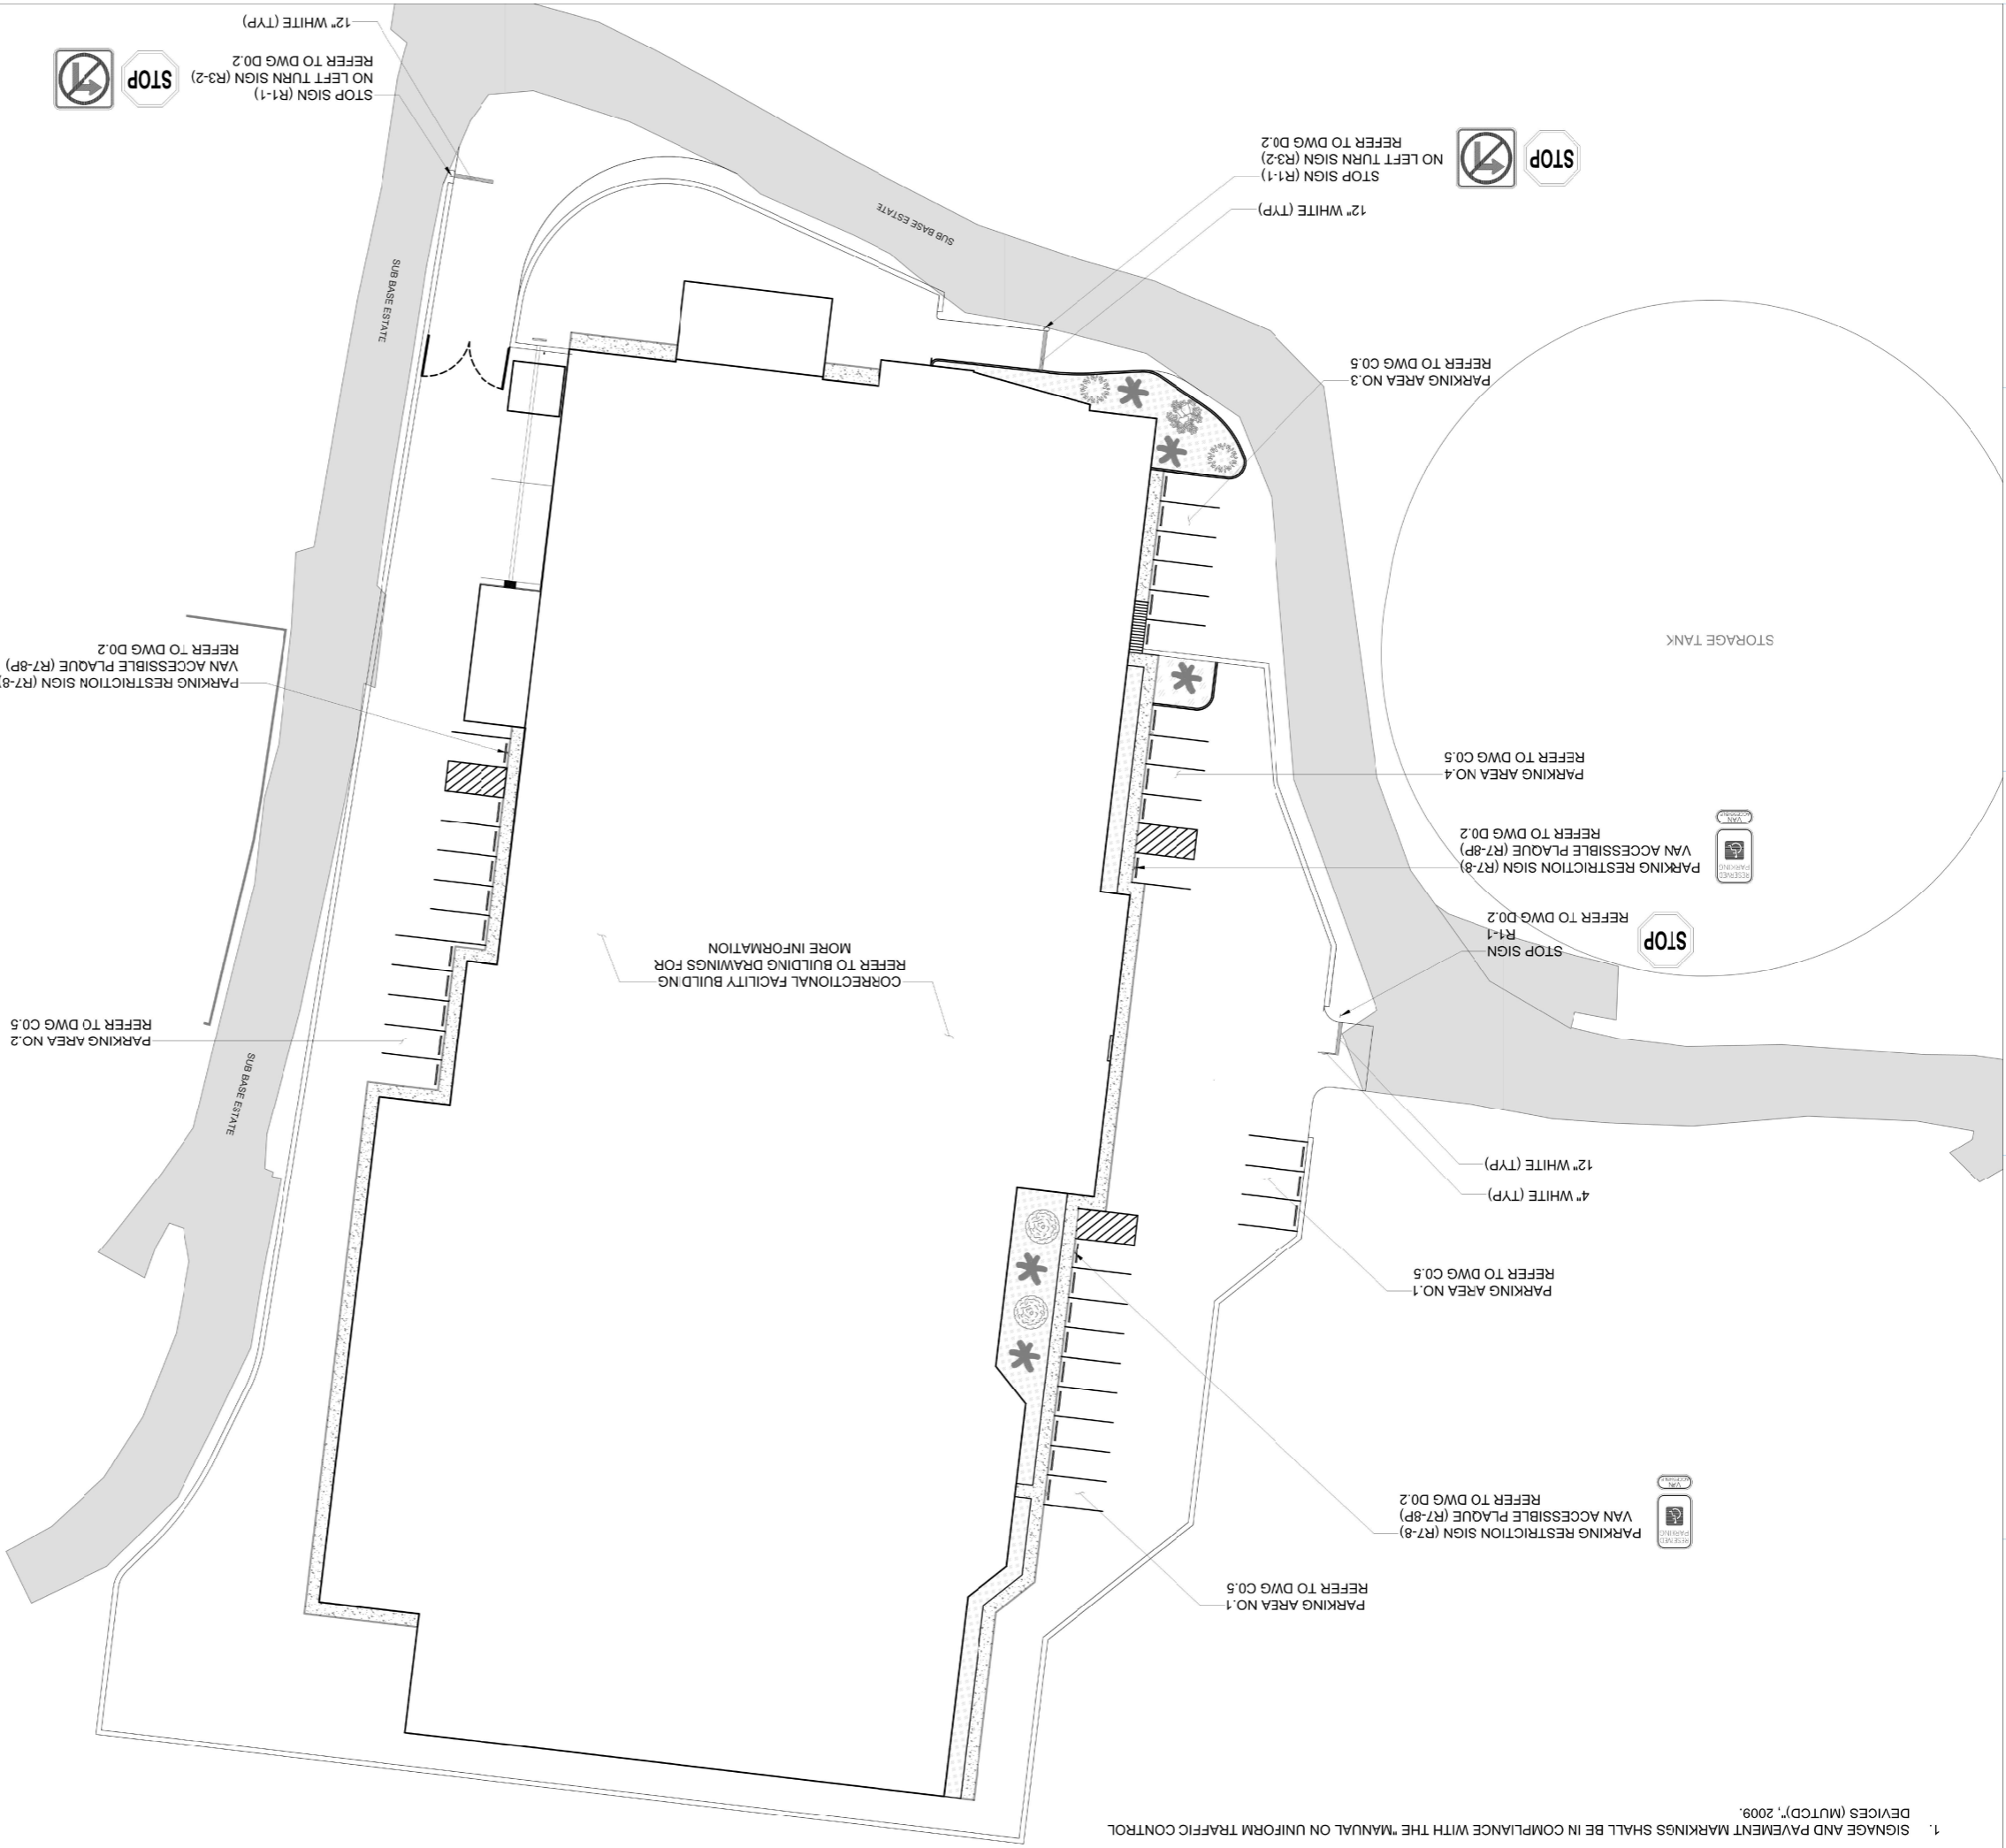 1. SIGNAGE AND PAVEMENT MARKINGS SHALL BE IN COMPLIANCE WITH THE "MANUAL ON UNIFORM TRAFFIC CONTROL
DEVICES (MUTCD)", 2009.
PARKING AREA NO.1
REFER TO DWG C0.5
RESERVED
PARKING
VAN
ACCESSIBLE
PARKING RESTRICTION SIGN (R7-8)
VAN ACCESSIBLE PLAQUE (R7-8P)
REFER TO DWG D0.2
PARKING AREA NO.1
REFER TO DWG C0.5
4" WHITE (TYP)
12" WHITE (TYP)
SUB BASE ESTATE
PARKING AREA NO.2
REFER TO DWG C0.5
STOP
STOP SIGN
R1-1
REFER TO DWG D0.2
CORRECTIONAL FACILITY BUILDING
REFER TO BUILDING DRAWINGS FOR
MORE INFORMATION
RESERVED
PARKING
VAN
ACCESSIBLE
PARKING RESTRICTION SIGN (R7-8)
VAN ACCESSIBLE PLAQUE (R7-8P)
REFER TO DWG D0.2
PARKING AREA NO.4
REFER TO DWG C0.5
PARKING RESTRICTION SIGN (R7-8)
VAN ACCESSIBLE PLAQUE (R7-8P)
REFER TO DWG D0.2
STORAGE TANK
PARKING AREA NO.3
REFER TO DWG C0.5
SUB BASE ESTATE
SUB BASE ESTATE
12" WHITE (TYP)
STOP
STOP SIGN (R1-1)
NO LEFT TURN SIGN (R3-2)
REFER TO DWG D0.2
STOP
STOP SIGN (R1-1)
NO LEFT TURN SIGN (R3-2)
REFER TO DWG D0.2
12" WHITE (TYP)